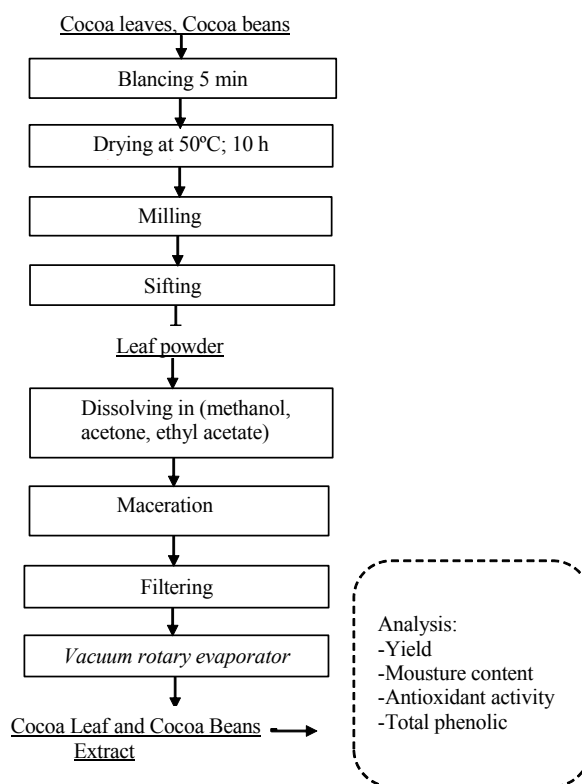 Cocoa leaves, Cocoa beans
Blancing 5 min
Drying at 50ºC; 10 h
Milling
Sifting
Leaf powder
Dissolving in (methanol,
acetone, ethyl acetate)
Maceration
Filtering
Vacuum rotary evaporator
Cocoa Leaf and Cocoa Beans
Extract
Analysis:
-Yield
-Mousture content
-Antioxidant activity
-Total phenolic